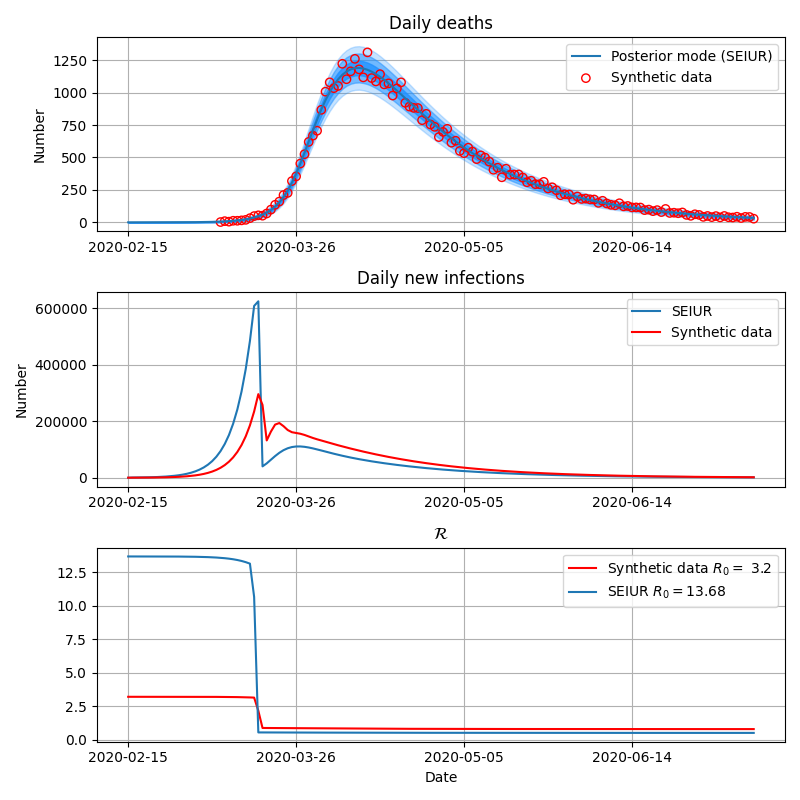 Daily deaths
Number
1250
1000
750
500
250
0
Posterior mode (SEIUR)
Synthetic data
2020-02-15 2020-03-26 2020-05-05 2020-06-14
Daily new infections
Number
600000
400000
200000
0
SEIUR
Synthetic data
2020-02-15 2020-03-26 2020-05-05 2020-06-14
ℛ
12.5
10.0
7.5
5.0
2.5
0.0
Synthetic data R₀ = 3.2
SEIUR R₀ = 13.68
2020-02-15 2020-03-26 2020-05-05 2020-06-14
Date